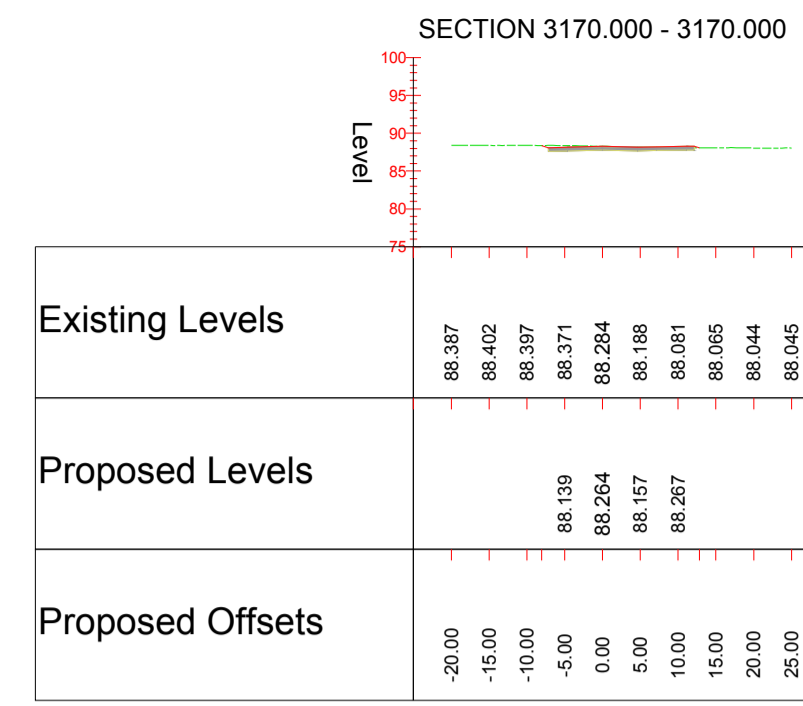 SECTION 3170.000 - 3170.000
100
95
90
85
80
75
Level
Existing Levels
88.387 88.402 88.397 88.371 88.284 88.188 88.081 88.065 88.044 88.045
Proposed Levels
88.139 88.264 88.157 88.267
Proposed Offsets
-20.00 -15.00 -10.00 -5.00 0.00 5.00 10.00 15.00 20.00 25.00